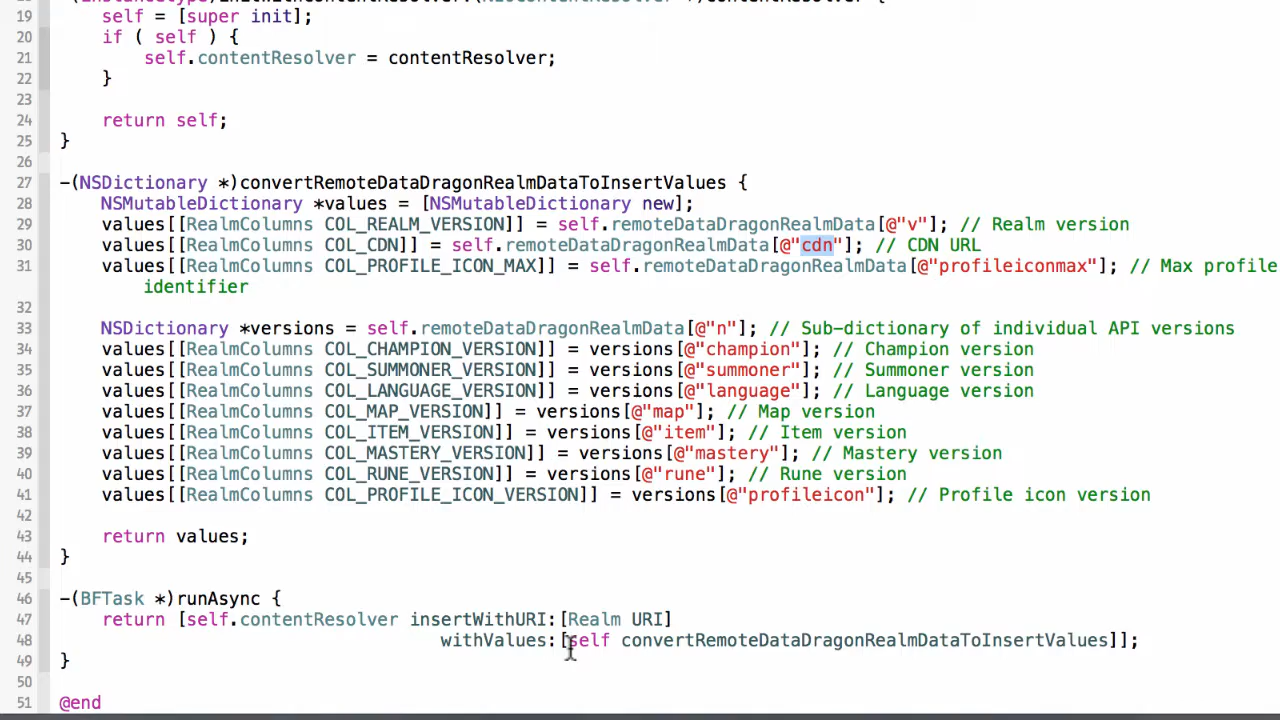 19 self = [super init];
20 if ( self ) {
21 self.contentResolver = contentResolver;
22 }
23
24 return self;
25 }
26
27 -(NSDictionary *)convertRemoteDataDragonRealmDataToInsertValues {
28 NSMutableDictionary *values = [NSMutableDictionary new];
29 values[[RealmColumns COL_REALM_VERSION]] = self.remoteDataDragonRealmData[@"v"]; // Realm version
30 values[[RealmColumns COL_CDN]] = self.remoteDataDragonRealmData[@"cdn"]; // CDN URL
31 values[[RealmColumns COL_PROFILE_ICON_MAX]] = self.remoteDataDragonRealmData[@"profileiconmax"]; // Max profile
identifier
32
33 NSDictionary *versions = self.remoteDataDragonRealmData[@"n"]; // Sub-dictionary of individual API versions
34 values[[RealmColumns COL_CHAMPION_VERSION]] = versions[@"champion"]; // Champion version
35 values[[RealmColumns COL_SUMMONER_VERSION]] = versions[@"summoner"]; // Summoner version
36 values[[RealmColumns COL_LANGUAGE_VERSION]] = versions[@"language"]; // Language version
37 values[[RealmColumns COL_MAP_VERSION]] = versions[@"map"]; // Map version
38 values[[RealmColumns COL_ITEM_VERSION]] = versions[@"item"]; // Item version
39 values[[RealmColumns COL_MASTERY_VERSION]] = versions[@"mastery"]; // Mastery version
40 values[[RealmColumns COL_RUNE_VERSION]] = versions[@"rune"]; // Rune version
41 values[[RealmColumns COL_PROFILE_ICON_VERSION]] = versions[@"profileicon"]; // Profile icon version
42
43 return values;
44 }
45
46 -(BFTask *)runAsync {
47 return [self.contentResolver insertWithURI:[Realm URI]
48 withValues:[self convertRemoteDataDragonRealmDataToInsertValues]];
49 }
50
51 @end